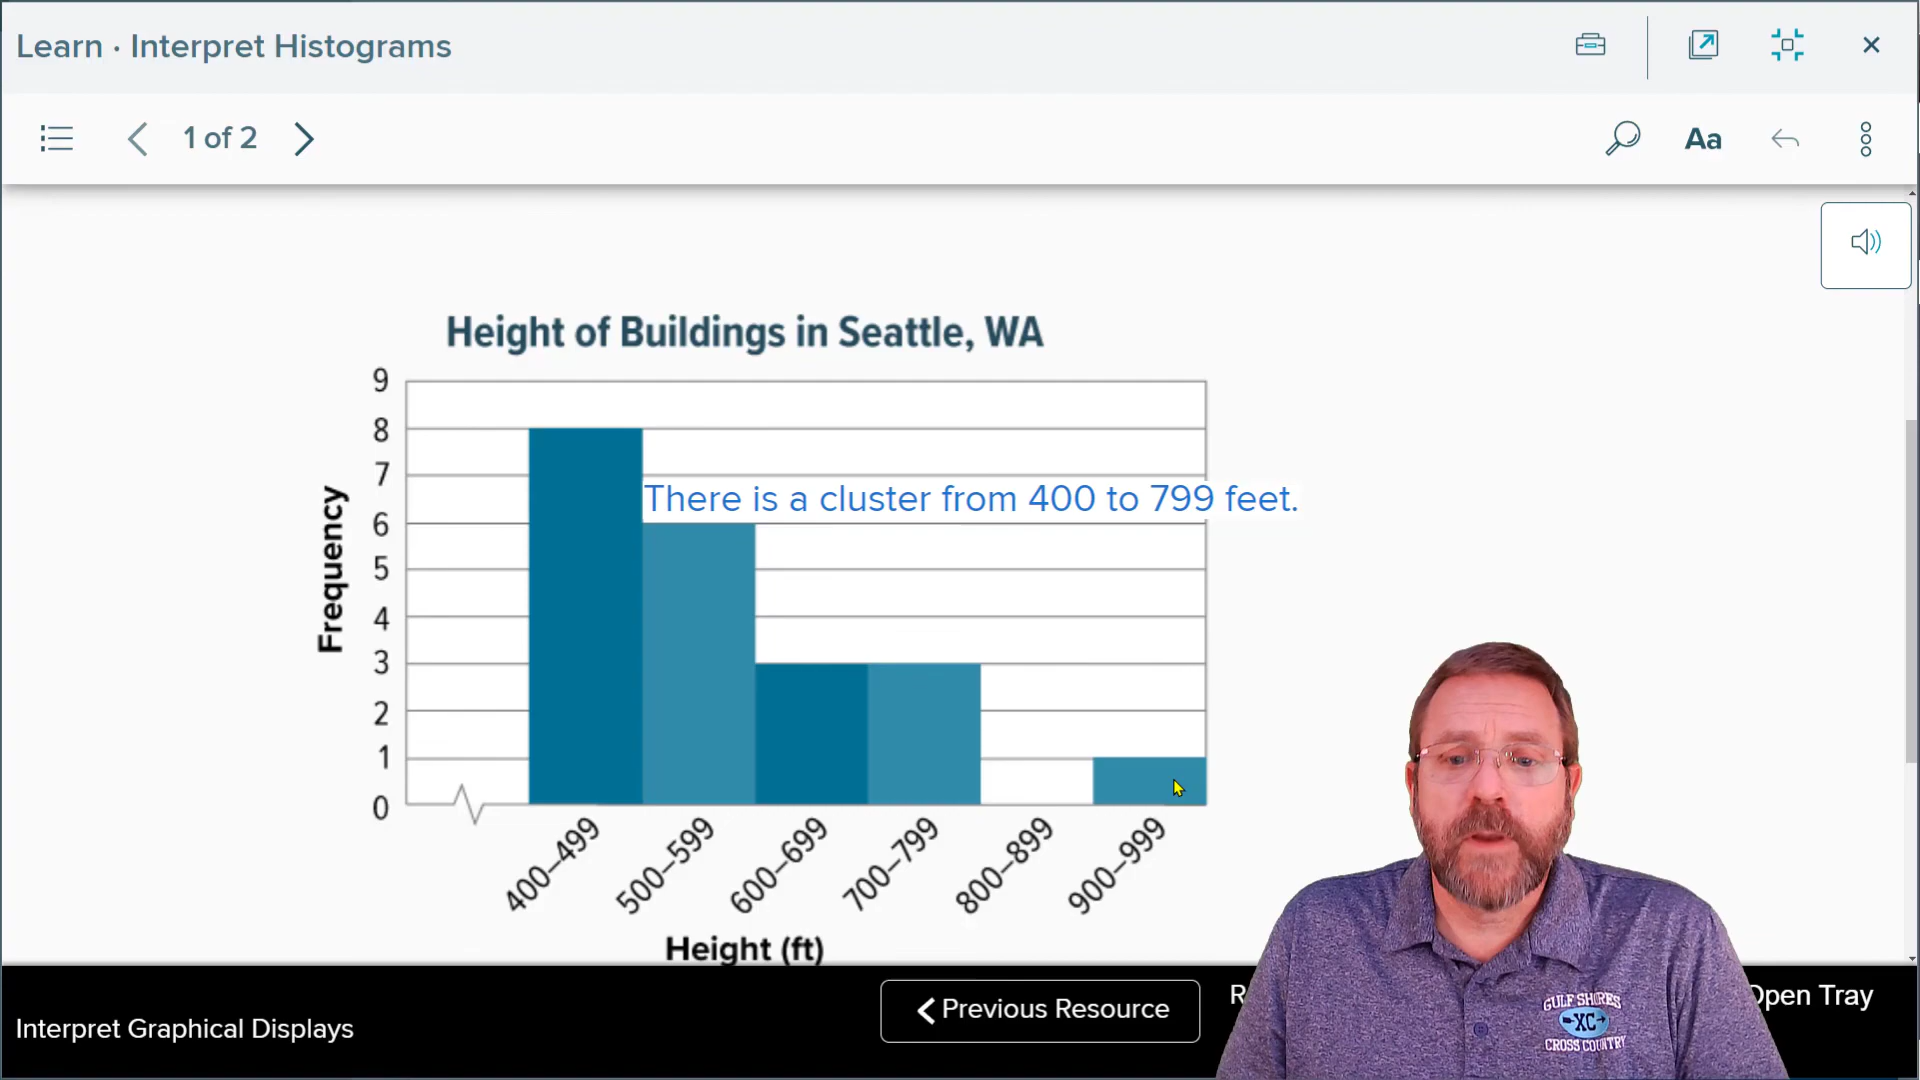 Learn · Interpret Histograms
1 of 2
Aa
Height of Buildings in Seattle, WA
9
8
7
There is a cluster from 400 to 799 feet.
6
5
4
3
2
1
0
Frequency
400–499
500–599
600–699
700–799
800–899
900–999
Height (ft)
Interpret Graphical Displays
Previous Resource
Open Tray
GULF SHORES
XC
CROSS COUNTRY